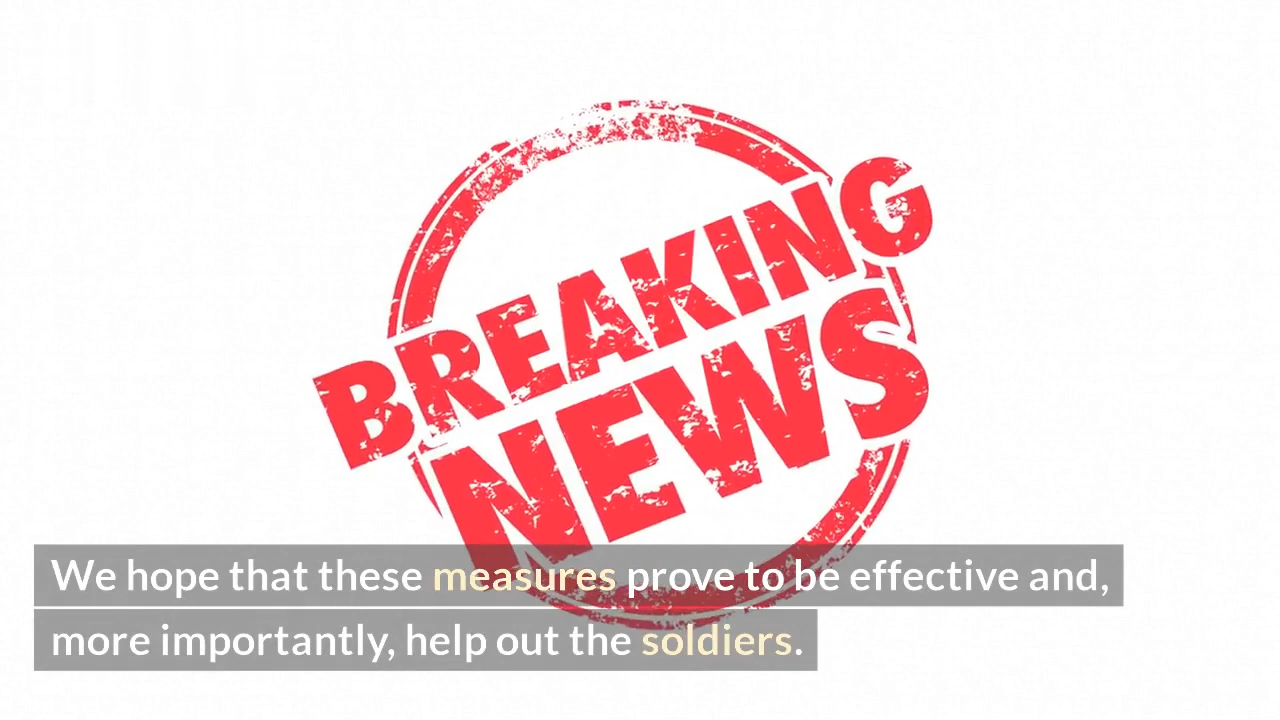 BREAKING
NEWS
We hope that these measures prove to be effective and,
more importantly, help out the soldiers.